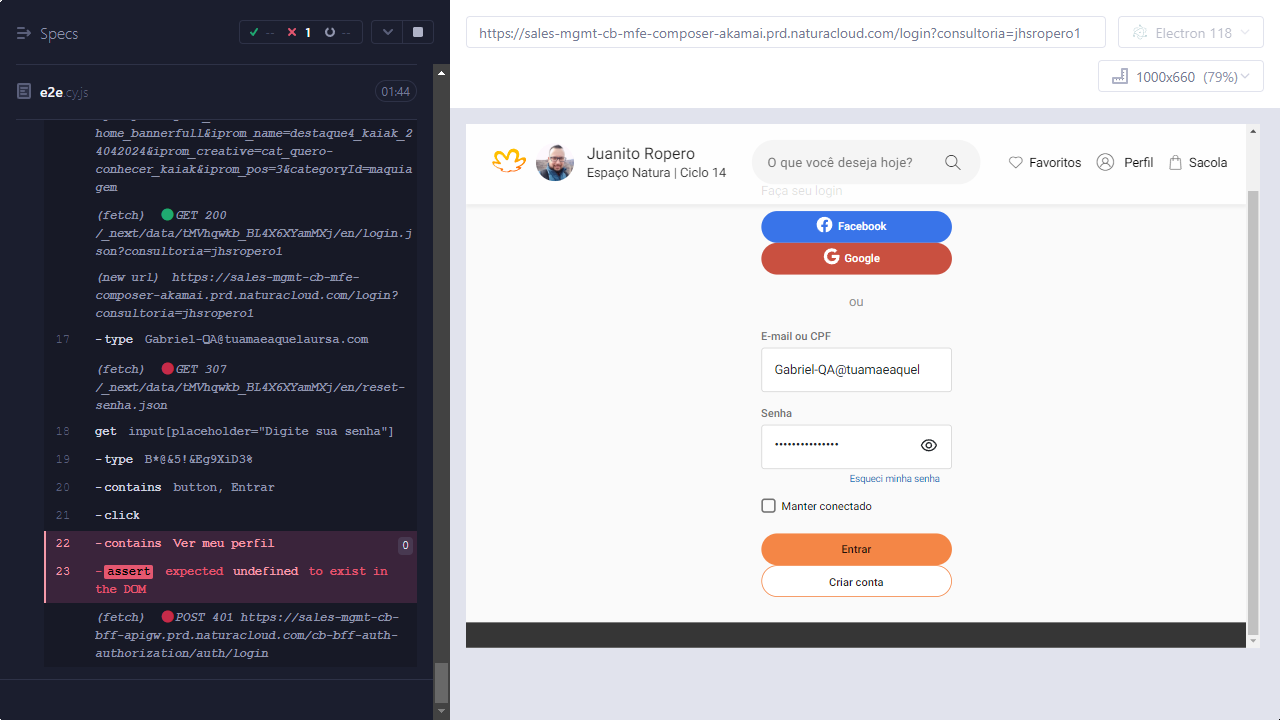 Specs
-- 1 --
e2e.cy.js
01:44
home_bannerfull&iprom_name=destaque4_kaiak_2
4042024&iprom_creative=cat_quero-
conhecer_kaiak&iprom_pos=3&categoryId=maquia
gem
(fetch) GET 200
/_next/data/tMVhqwkb_BL4X6XYamMXj/en/login.j
son?consultoria=jhsropero1
(new url) https://sales-mgmt-cb-mfe-
composer-akamai.prd.naturacloud.com/login?
consultoria=jhsropero1
17 -type Gabriel-QA@tuamaeaquelaursa.com
(fetch) GET 307
/_next/data/tMVhqwkb_BL4X6XYamMXj/en/reset-
senha.json
18 get input[placeholder="Digite sua senha"]
19 -type B*@&5!&Eg9XiD3%
20 -contains button, Entrar
21 -click
22 -contains Ver meu perfil 0
23 -assert expected undefined to exist in
the DOM
(fetch) POST 401 https://sales-mgmt-cb-
bff-apigw.prd.naturacloud.com/cb-bff-auth-
authorization/auth/login
https://sales-mgmt-cb-mfe-composer-akamai.prd.naturacloud.com/login?consultoria=jhsropero1
Electron 118
1000x660 (79%)
Juanito Ropero
Espaço Natura | Ciclo 14
O que você deseja hoje?
Favoritos
Perfil
Sacola
Faça seu login
Facebook
Google
ou
E-mail ou CPF
Gabriel-QA@tuamaeaquel
Senha
•••••••••••••••
Esqueci minha senha
Manter conectado
Entrar
Criar conta